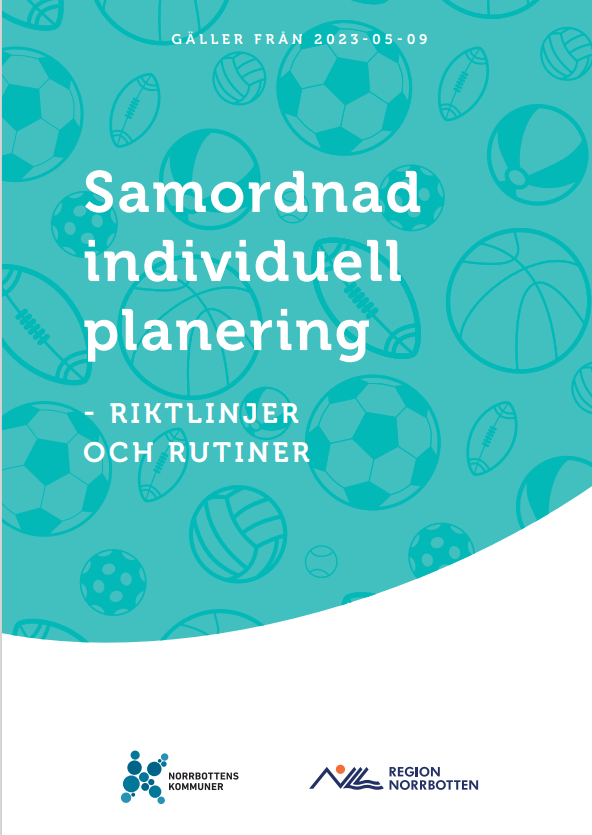 GÄLLER FRÅN 2023-05-09
Samordnad
individuell
planering
- RIKTLINJER
OCH RUTINER
NORRBOTTENS
KOMMUNER
REGION
NORRBOTTEN